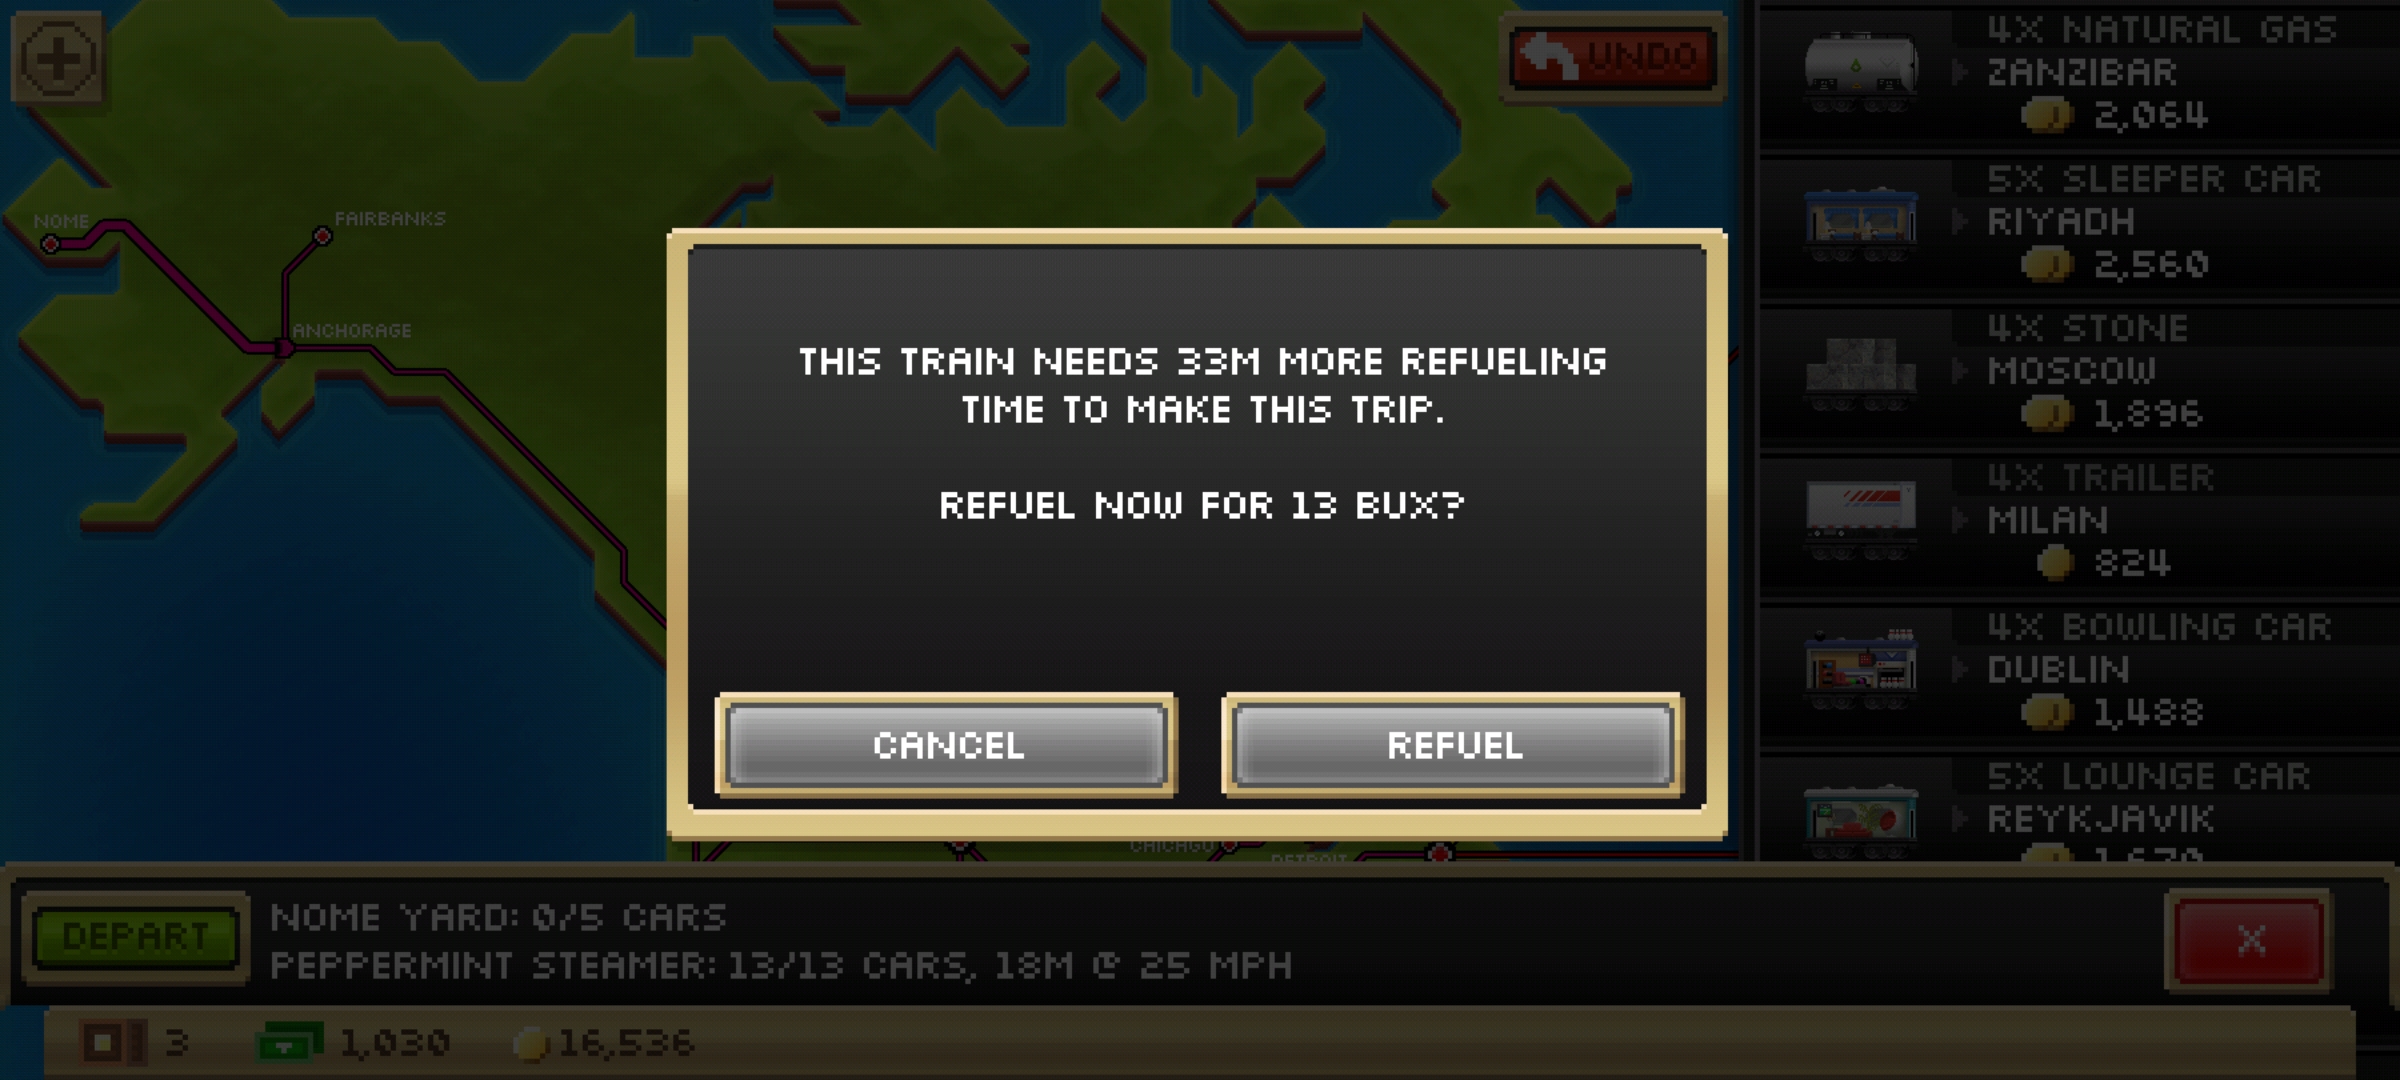 UNDO
NOME
FAIRBANKS
ANCHORAGE
THIS TRAIN NEEDS 33M MORE REFUELING
TIME TO MAKE THIS TRIP.
REFUEL NOW FOR 13 BUX?
CANCEL
REFUEL
CHICAGO
DETROIT
4X NATURAL GAS
ZANZIBAR
2,064
5X SLEEPER CAR
RIYADH
2,560
4X STONE
MOSCOW
1,896
4X TRAILER
MILAN
824
4X BOWLING CAR
DUBLIN
1,488
5X LOUNGE CAR
REYKJAVIK
DEPART
NOME YARD: 0/5 CARS
PEPPERMINT STEAMER: 13/13 CARS, 18M @ 25 MPH
X
3
1,030
16,536